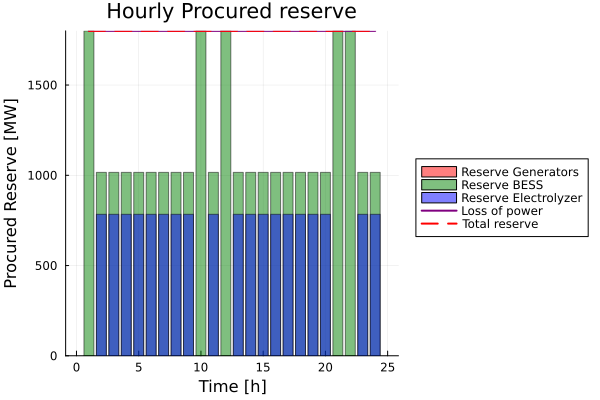 Hourly Procured reserve
Procured Reserve [MW]
1500
1000
500
0
0 5 10 15 20 25
Time [h]
Reserve Generators
Reserve BESS
Reserve Electrolyzer
Loss of power
Total reserve